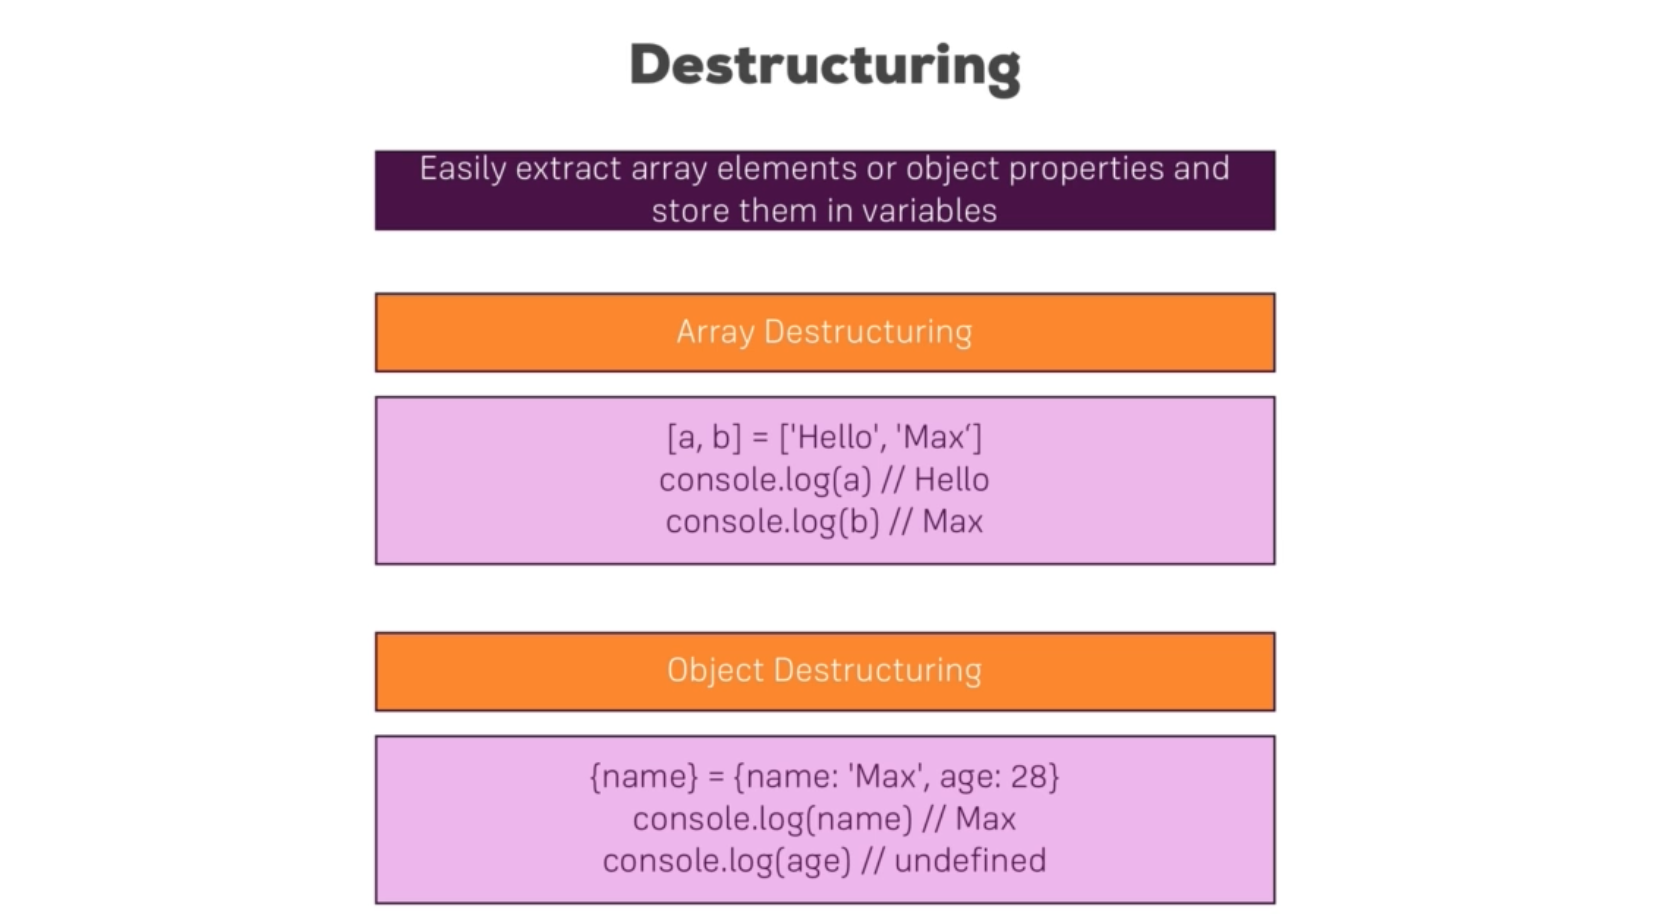 Destructuring
Easily extract array elements or object properties and
store them in variables
Array Destructuring
[a, b] = ['Hello', 'Max‘]
console.log(a) // Hello
console.log(b) // Max
Object Destructuring
{name} = {name: 'Max', age: 28}
console.log(name) // Max
console.log(age) // undefined